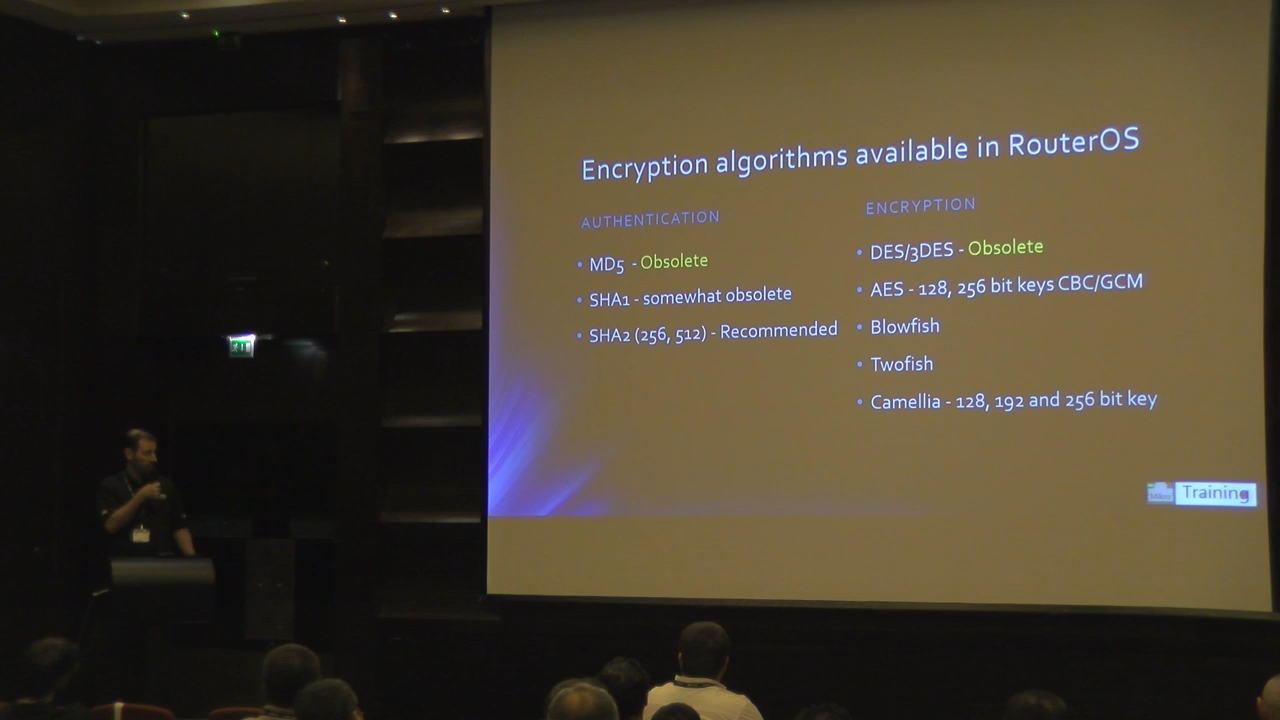 Encryption algorithms available in RouterOS
AUTHENTICATION
• MD5 - Obsolete
• SHA1 - somewhat obsolete
• SHA2 (256, 512) - Recommended
ENCRYPTION
• DES/3DES - Obsolete
• AES - 128, 256 bit keys CBC/GCM
• Blowfish
• Twofish
• Camellia - 128, 192 and 256 bit key
Training